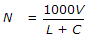 N = 1000V
L + C